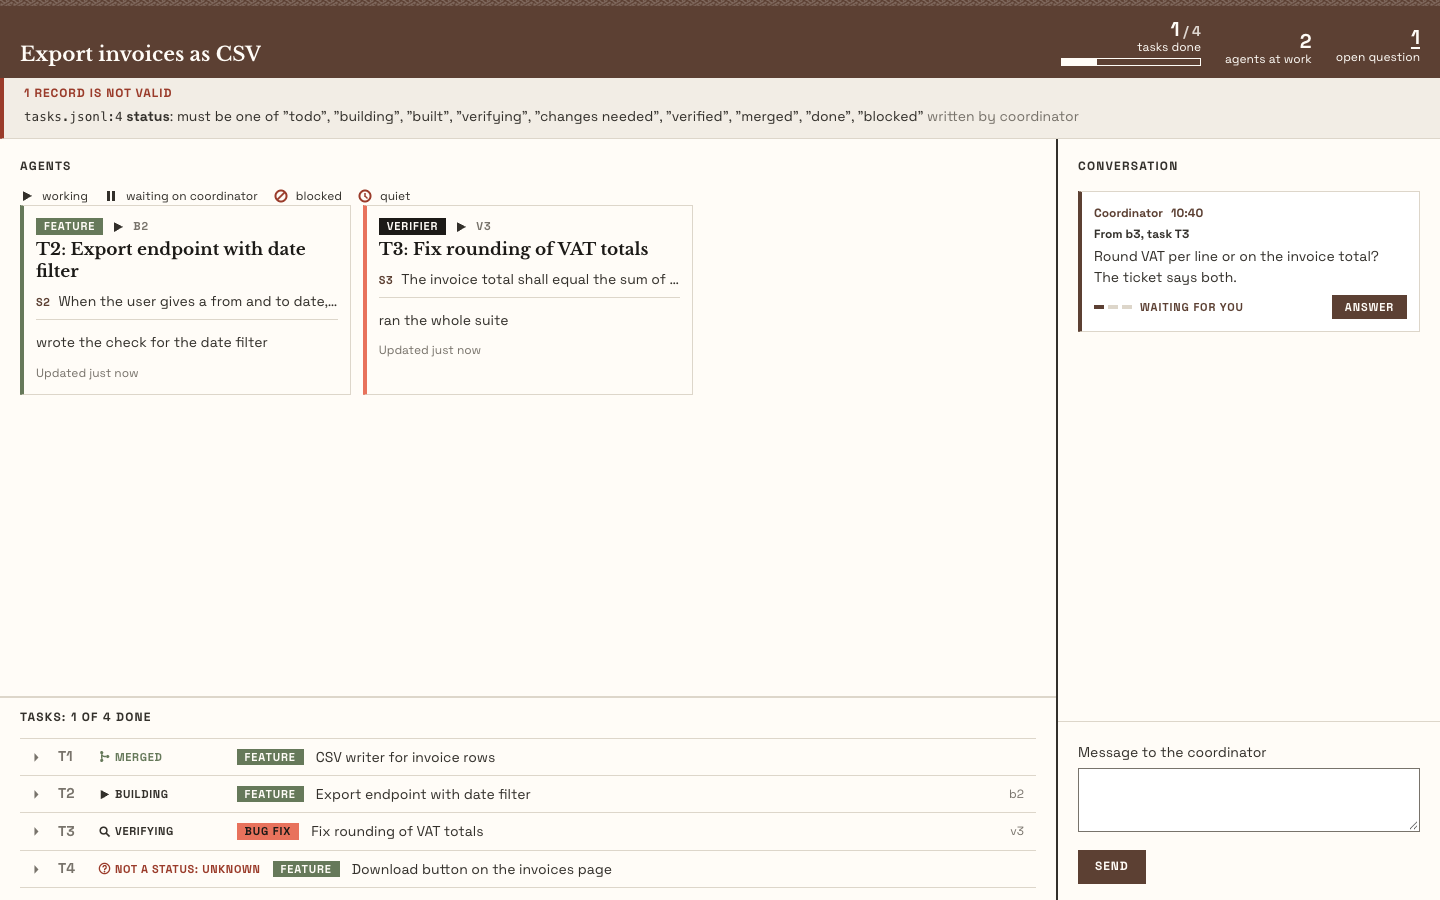 Export invoices as CSV
1 / 4
tasks done
2
agents at work
1
open question
1 RECORD IS NOT VALID
tasks.jsonl:4 status: must be one of "todo", "building", "built", "verifying", "changes needed", "verified", "merged", "done", "blocked" written by coordinator
AGENTS
working waiting on coordinator blocked quiet
FEATURE B2
T2: Export endpoint with date
filter
S2 When the user gives a from and to date,...
wrote the check for the date filter
Updated just now
VERIFIER V3
T3: Fix rounding of VAT totals
S3 The invoice total shall equal the sum of ...
ran the whole suite
Updated just now
TASKS: 1 OF 4 DONE
T1 MERGED FEATURE CSV writer for invoice rows
T2 BUILDING FEATURE Export endpoint with date filter b2
T3 VERIFYING BUG FIX Fix rounding of VAT totals v3
T4 NOT A STATUS: UNKNOWN FEATURE Download button on the invoices page
CONVERSATION
Coordinator 10:40
From b3, task T3
Round VAT per line or on the invoice total?
The ticket says both.
WAITING FOR YOU ANSWER
Message to the coordinator
SEND